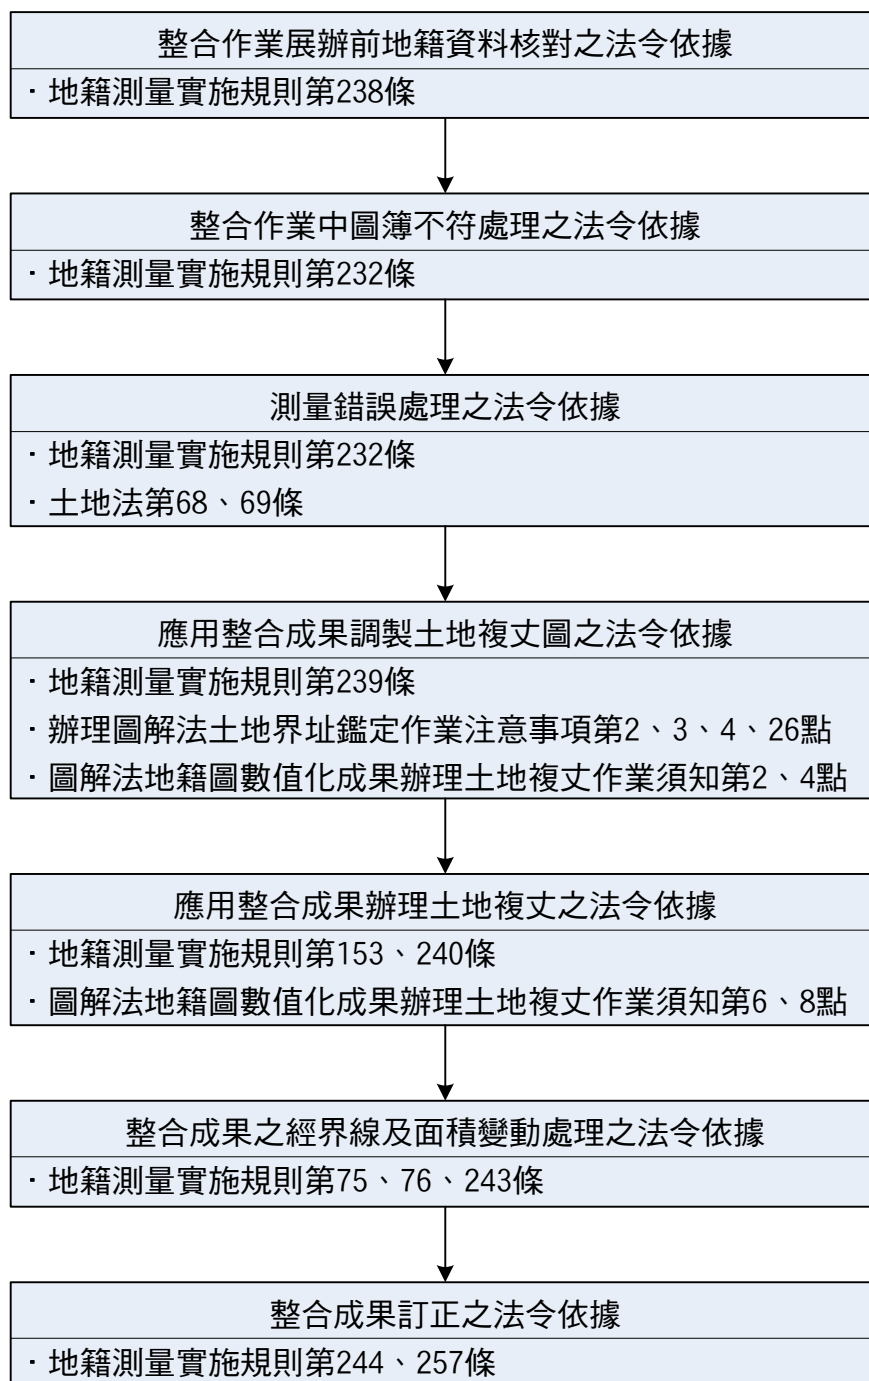 整合作業展辦前地籍資料核對之法令依據
·地籍測量實施規則第238條
整合作業中圖簿不符處理之法令依據
·地籍測量實施規則第232條
測量錯誤處理之法令依據
·地籍測量實施規則第232條
·土地法第68、69條
應用整合成果調製土地複丈圖之法令依據
·地籍測量實施規則第239條
·辦理圖解法土地界址鑑定作業注意事項第2、3、4、26點
·圖解法地籍圖數值化成果辦理土地複丈作業須知第2、4點
應用整合成果辦理土地複丈之法令依據
·地籍測量實施規則第153、240條
·圖解法地籍圖數值化成果辦理土地複丈作業須知第6、8點
整合成果之經界線及面積變動處理之法令依據
·地籍測量實施規則第75、76、243條
整合成果訂正之法令依據
·地籍測量實施規則第244、257條